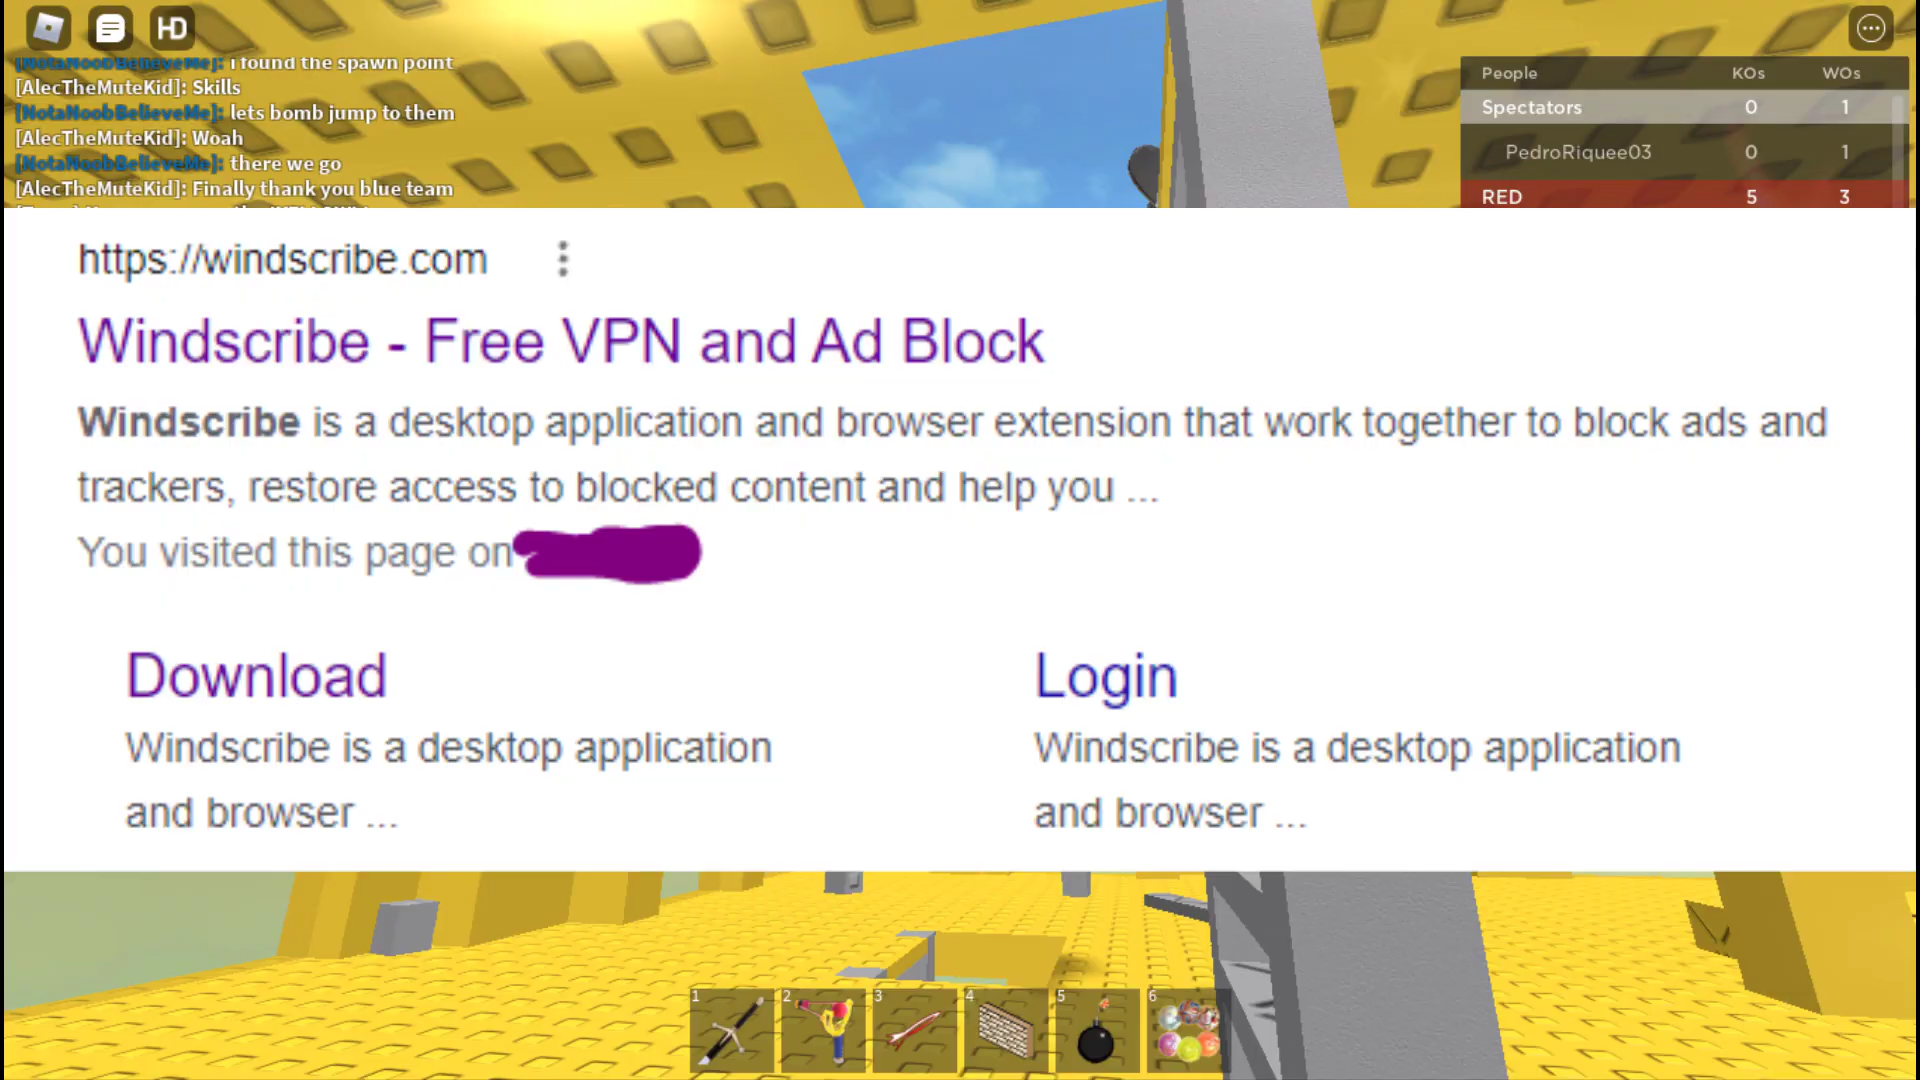 HD
[NotaNoobBelieveMe]: i found the spawn point
[AlecTheMuteKid]: Skills
[NotaNoobBelieveMe]: lets bomb jump to them
[AlecTheMuteKid]: Woah
[NotaNoobBelieveMe]: there we go
[AlecTheMuteKid]: Finally thank you blue team
People KOs WOs
Spectators 0 1
PedroRiquee03 0 1
RED 5 3
https://windscribe.com
Windscribe - Free VPN and Ad Block
Windscribe is a desktop application and browser extension that work together to block ads and
trackers, restore access to blocked content and help you ...
You visited this page on
Download
Windscribe is a desktop application
and browser ...
Login
Windscribe is a desktop application
and browser ...
1 2 3 4 5 6